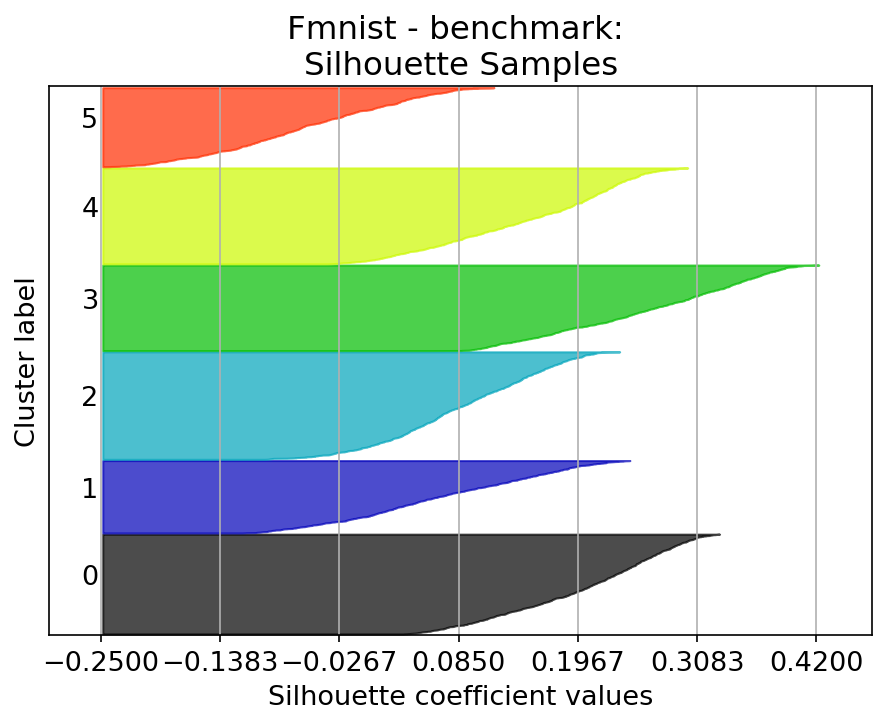 Fmnist - benchmark:
Silhouette Samples
Cluster label
5
4
3
2
1
0
−0.2500 −0.1383 −0.0267 0.0850 0.1967 0.3083 0.4200
Silhouette coefficient values